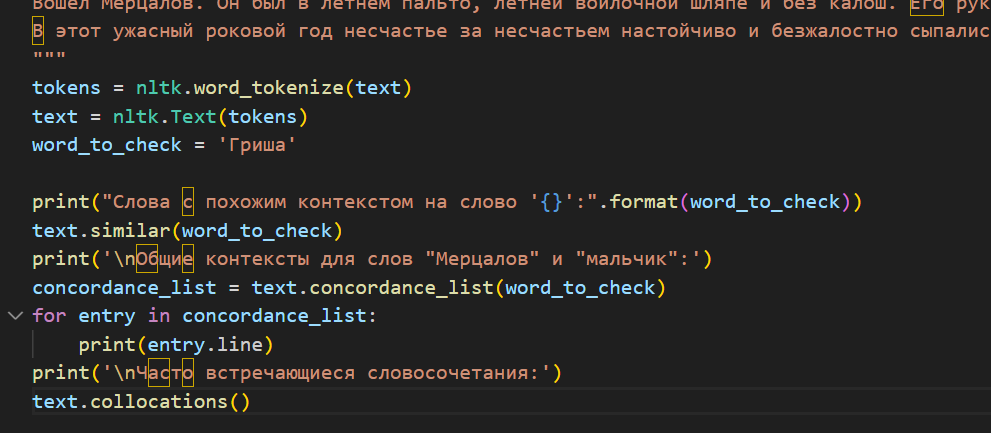 Вошел Мерцалов. Он был в летнем пальто, летней войлочной шляпе и без калош. Его рук
В этот ужасный роковой год несчастье за несчастьем настойчиво и безжалостно сыпалис
"""
tokens = nltk.word_tokenize(text)
text = nltk.Text(tokens)
word_to_check = 'Гриша'
print("Слова с похожим контекстом на слово '{}':".format(word_to_check))
text.similar(word_to_check)
print('\nОбщие контексты для слов "Мерцалов" и "мальчик":')
concordance_list = text.concordance_list(word_to_check)
for entry in concordance_list:
    print(entry.line)
print('\nЧасто встречающиеся словосочетания:')
text.collocations()